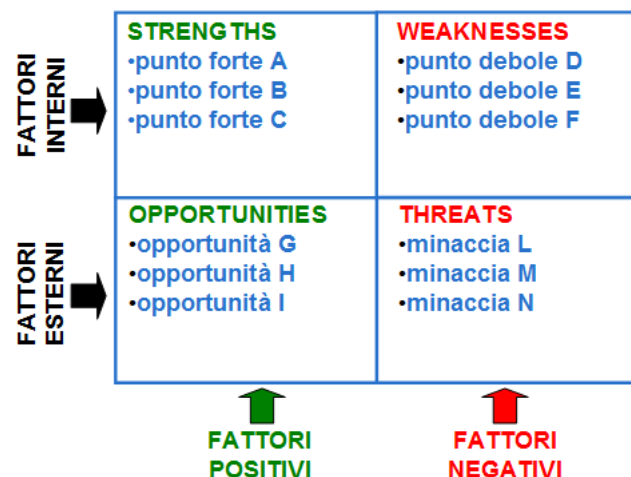 FATTORI
INTERNI
STRENGTHS
•punto forte A
•punto forte B
•punto forte C
WEAKNESSES
•punto debole D
•punto debole E
•punto debole F
FATTORI
ESTERNI
OPPORTUNITIES
•opportunità G
•opportunità H
•opportunità I
THREATS
•minaccia L
•minaccia M
•minaccia N
FATTORI
POSITIVI
FATTORI
NEGATIVI